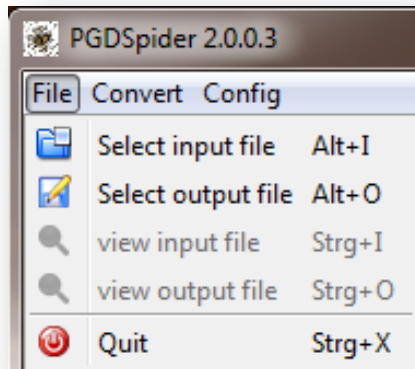 PGDSpider 2.0.0.3
File Convert Config
Select input file Alt+I
Select output file Alt+O
view input file Strg+I
view output file Strg+O
Quit Strg+X